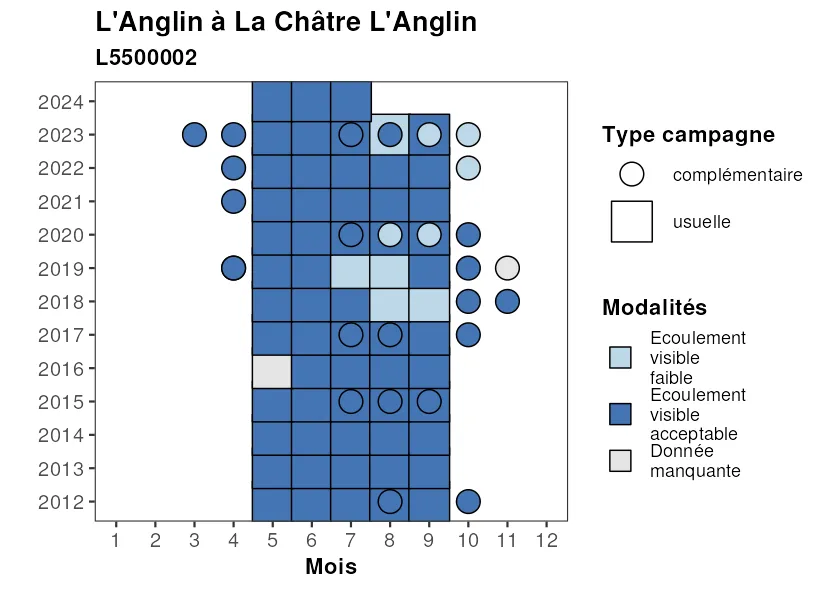 L'Anglin à La Châtre L'Anglin
L5500002
2024
2023
2022
2021
2020
2019
2018
2017
2016
2015
2014
2013
2012
1 2 3 4 5 6 7 8 9 10 11 12
Mois
Type campagne
complémentaire
usuelle
Modalités
Ecoulement
visible
faible
Ecoulement
visible
acceptable
Donnée
manquante